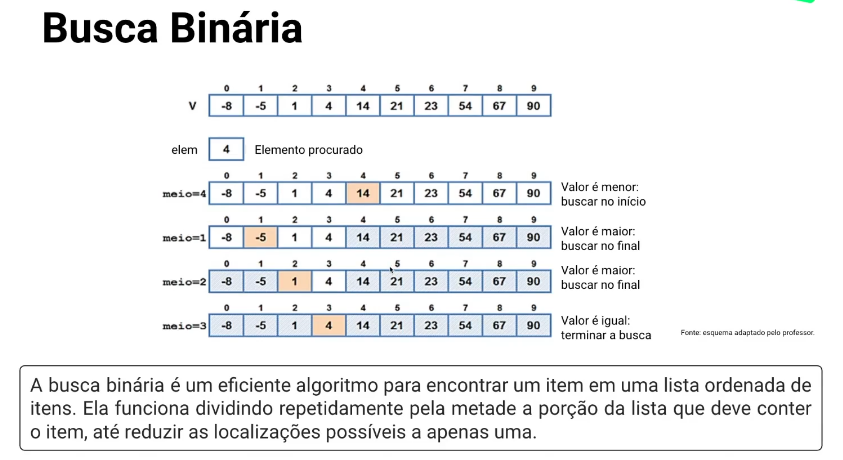 Busca Binária
0 1 2 3 4 5 6 7 8 9
V -8 -5 1 4 14 21 23 54 67 90
elem 4 Elemento procurado
0 1 2 3 4 5 6 7 8 9
meio=4 -8 -5 1 4 14 21 23 54 67 90 Valor é menor:
buscar no início
0 1 2 3 4 5 6 7 8 9
meio=1 -8 -5 1 4 14 21 23 54 67 90 Valor é maior:
buscar no final
0 1 2 3 4 5 6 7 8 9
meio=2 -8 -5 1 4 14 21 23 54 67 90 Valor é maior:
buscar no final
0 1 2 3 4 5 6 7 8 9
meio=3 -8 -5 1 4 14 21 23 54 67 90 Valor é igual:
terminar a busca
Fonte: esquema adaptado pelo professor.
A busca binária é um eficiente algoritmo para encontrar um item em uma lista ordenada de
itens. Ela funciona dividindo repetidamente pela metade a porção da lista que deve conter
o item, até reduzir as localizações possíveis a apenas uma.